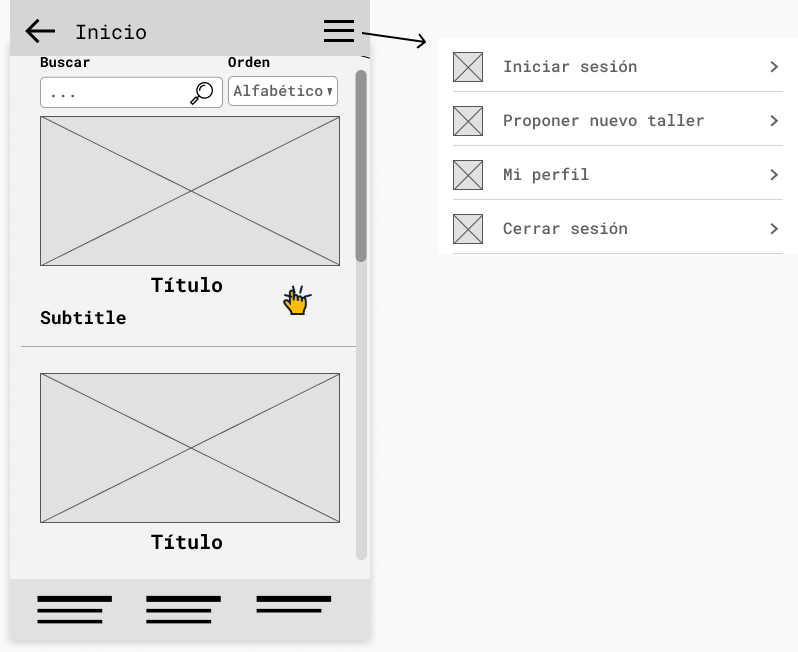 Inicio
Buscar
Orden
...
Alfabético
Título
Subtitle
Título
Iniciar sesión
Proponer nuevo taller
Mi perfil
Cerrar sesión